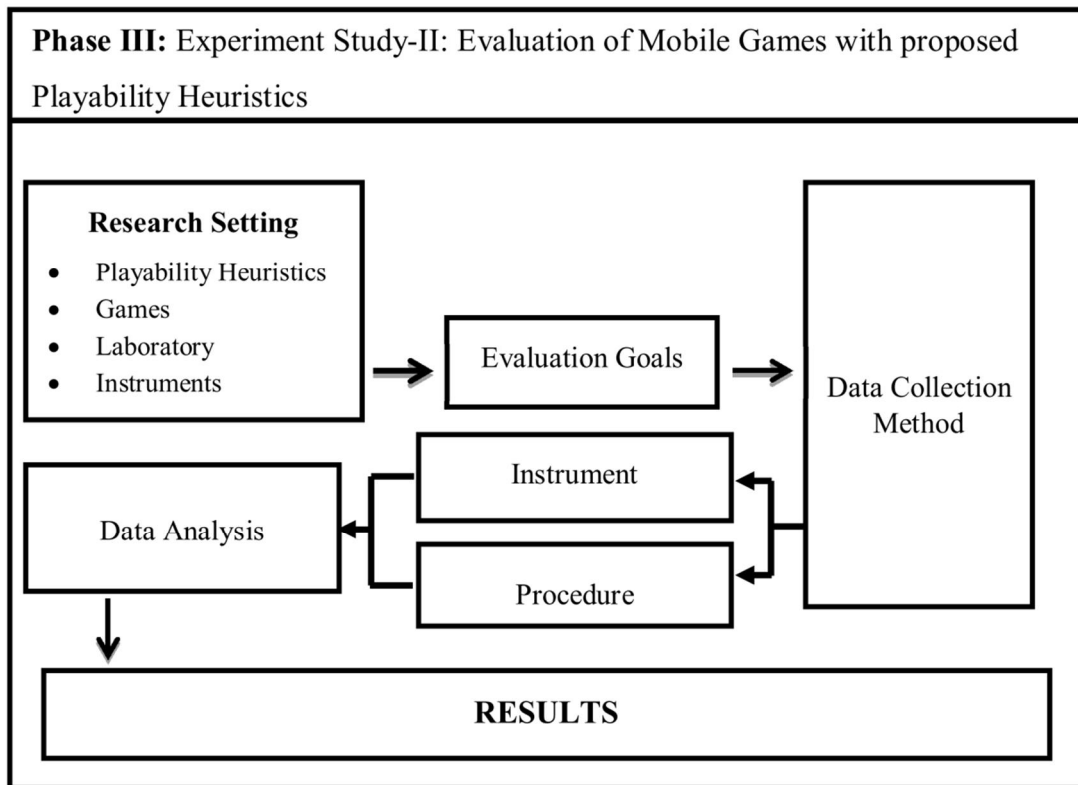 Phase III: Experiment Study-II: Evaluation of Mobile Games with proposed
Playability Heuristics
Research Setting
• Playability Heuristics
• Games
• Laboratory
• Instruments
Evaluation Goals
Data Collection
Method
Instrument
Procedure
Data Analysis
RESULTS